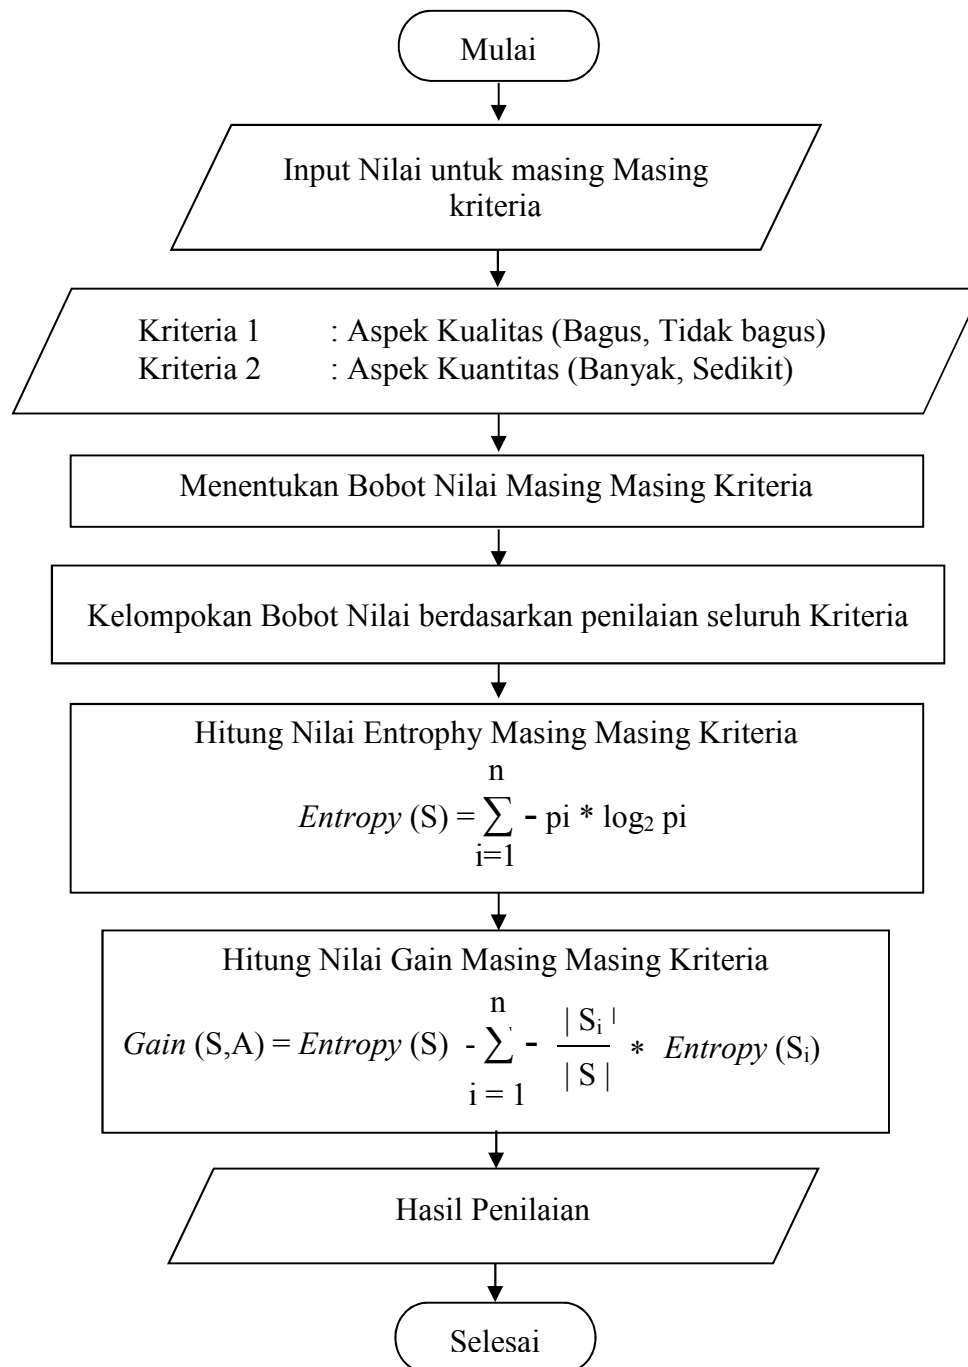 Mulai
Input Nilai untuk masing Masing
kriteria
Kriteria 1 : Aspek Kualitas (Bagus, Tidak bagus)
Kriteria 2 : Aspek Kuantitas (Banyak, Sedikit)
Menentukan Bobot Nilai Masing Masing Kriteria
Kelompokan Bobot Nilai berdasarkan penilaian seluruh Kriteria
Hitung Nilai Entrophy Masing Masing Kriteria
n
Entropy (S) = ∑ - pi * log₂ pi
i=1
Hitung Nilai Gain Masing Masing Kriteria
n
Gain (S,A) = Entropy (S) - ∑ - | Sᵢ | / | S | * Entropy (Sᵢ)
i = 1
Hasil Penilaian
Selesai